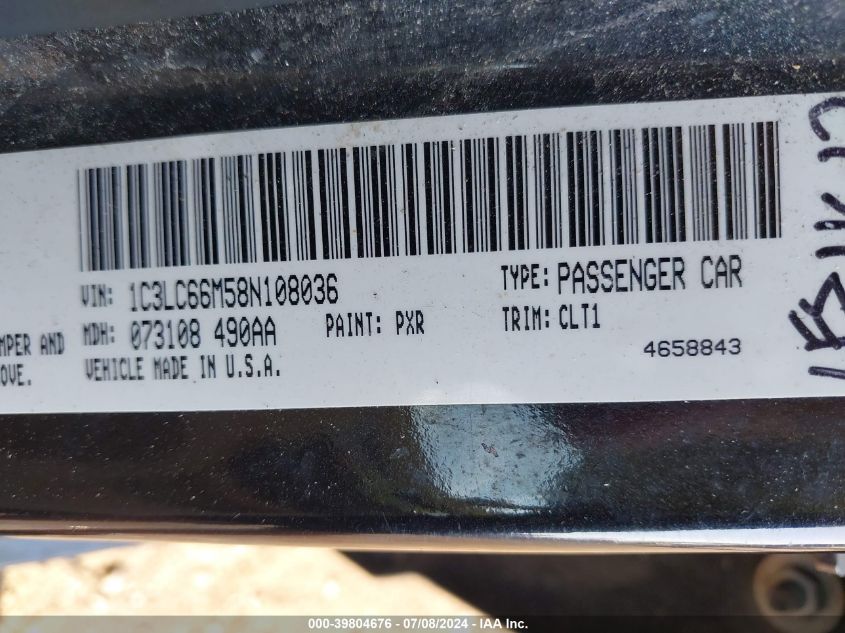 VIN: 1C3LC66M58N108036 TYPE: PASSENGER CAR
MDH: 073108 490AA PAINT: PXR TRIM: CLT1
MPER AND
VEHICLE MADE IN U.S.A. 4658843
OVE.
000-39804676 - 07/08/2024 - IAA Inc.